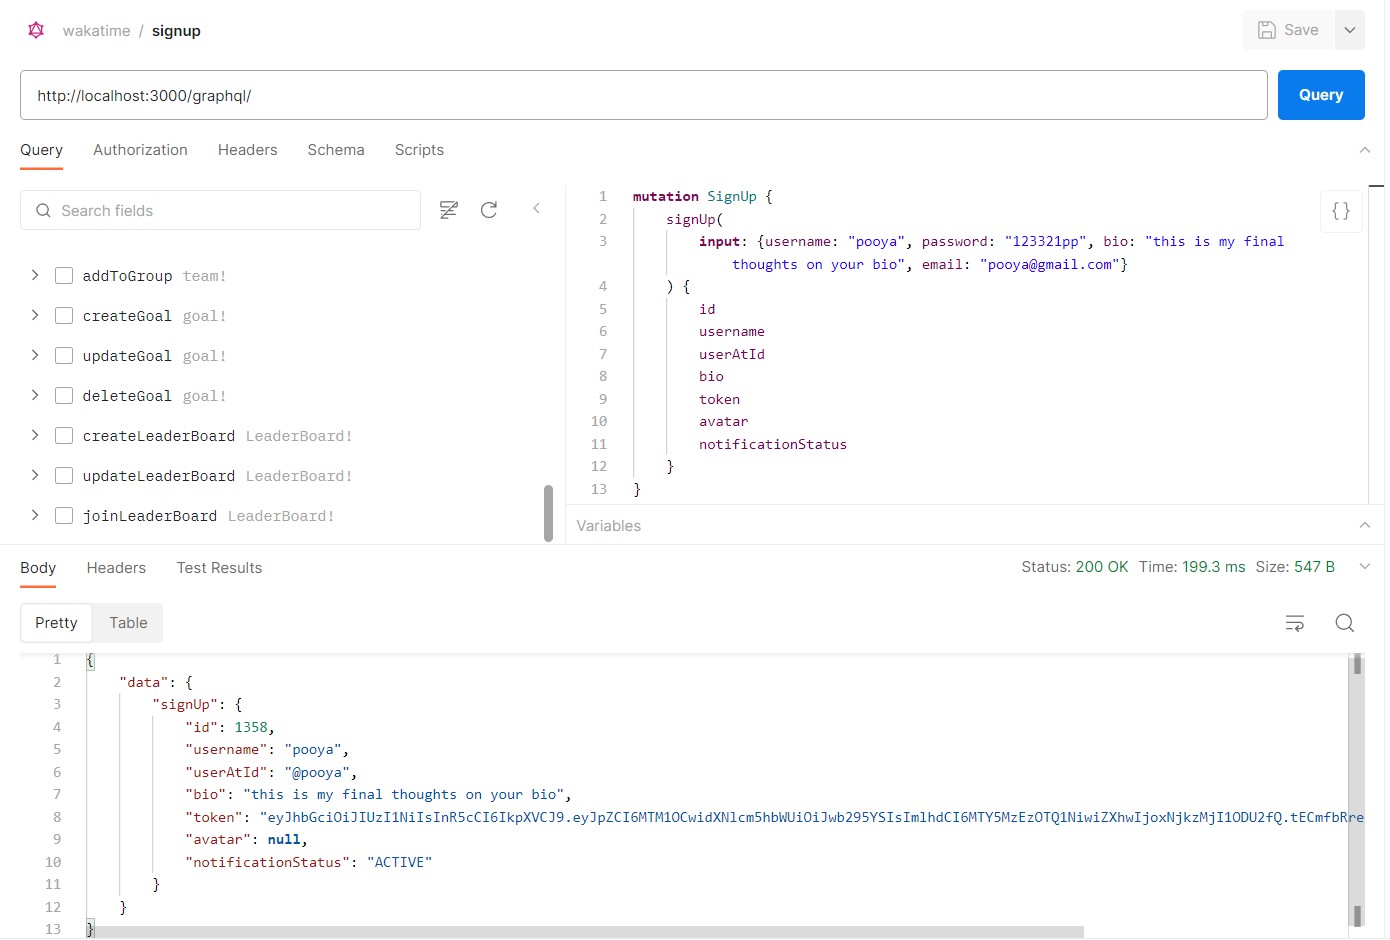 wakatime / signup
Save
http://localhost:3000/graphql/
Query
Query Authorization Headers Schema Scripts
Search fields
addToGroup team!
createGoal goal!
updateGoal goal!
deleteGoal goal!
createLeaderBoard LeaderBoard!
updateLeaderBoard LeaderBoard!
joinLeaderBoard LeaderBoard!
1 mutation SignUp {
2 signUp(
3 input: {username: "pooya", password: "123321pp", bio: "this is my final
thoughts on your bio", email: "pooya@gmail.com"}
4 ) {
5 id
6 username
7 userAtId
8 bio
9 token
10 avatar
11 notificationStatus
12 }
13 }
{}
Variables
Body Headers Test Results
Status: 200 OK Time: 199.3 ms Size: 547 B
Pretty Table
1 {
2 "data": {
3 "signUp": {
4 "id": 1358,
5 "username": "pooya",
6 "userAtId": "@pooya",
7 "bio": "this is my final thoughts on your bio",
8 "token": "eyJhbGciOiJIUzI1NiIsInR5cCI6IkpXVCJ9.eyJpZCI6MTM1OCwidXNlcm5hbWUiOiJwb295YSIsImlhdCI6MTY5MzEzOTQ1NiwiZXhwIjoxNjkzMjI1ODU2fQ.tECmfbRre
9 "avatar": null,
10 "notificationStatus": "ACTIVE"
11 }
12 }
13 }